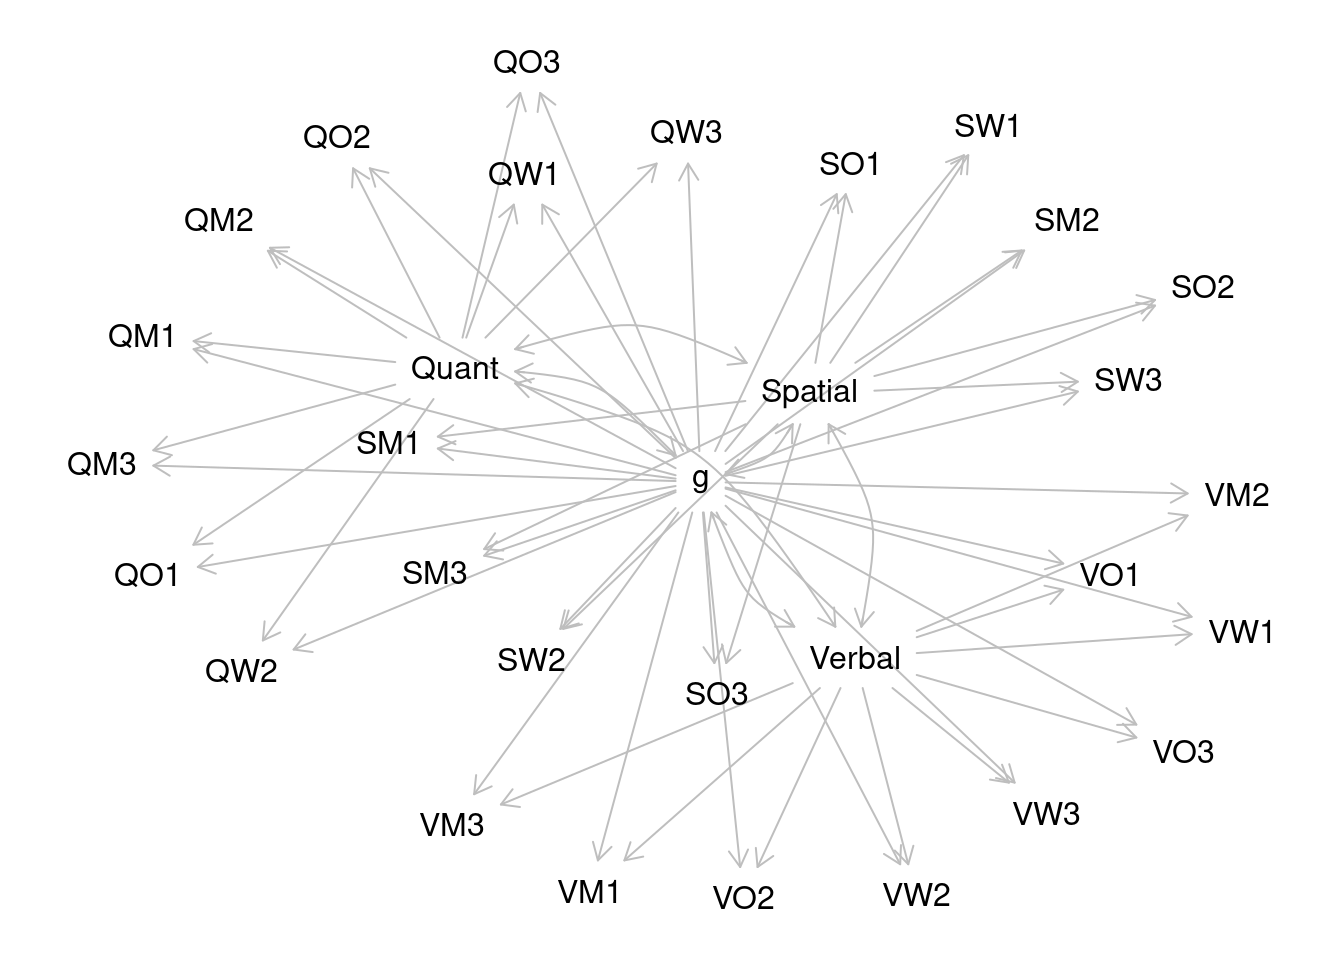 QO3
SW1
QW3
QO2
SO1
QW1
QM2
SM2
SO2
QM1
Quant
SW3
Spatial
SM1
QM3
g
VM2
SM3
QO1
VO1
VW1
Verbal
SW2
QW2
SO3
VO3
VW3
VM3
VM1
VW2
VO2